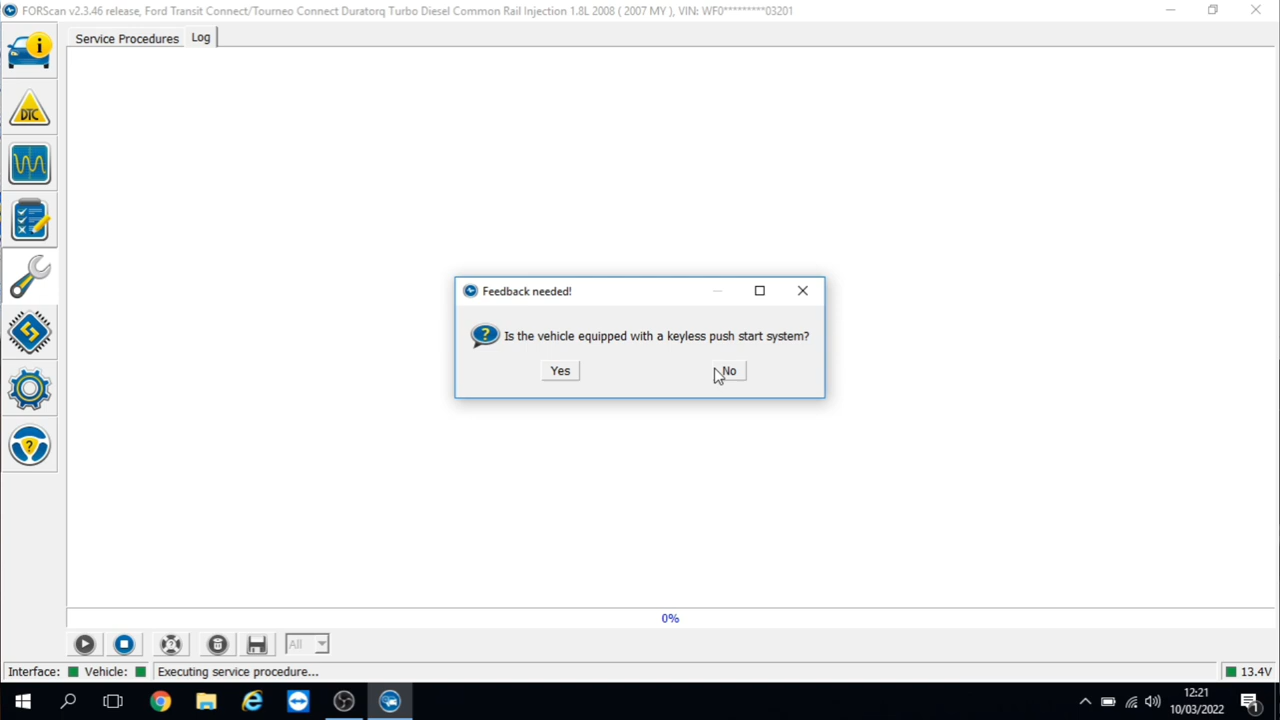 FORScan v2.3.46 release, Ford Transit Connect/Tourneo Connect Duratorq Turbo Diesel Common Rail Injection 1.8L 2008 ( 2007 MY ), VIN: WF0*********03201
Service Procedures Log
DTC
Feedback needed!
Is the vehicle equipped with a keyless push start system?
Yes No
0%
All
Interface: Vehicle: Executing service procedure... 13.4V
12:21
10/03/2022
1